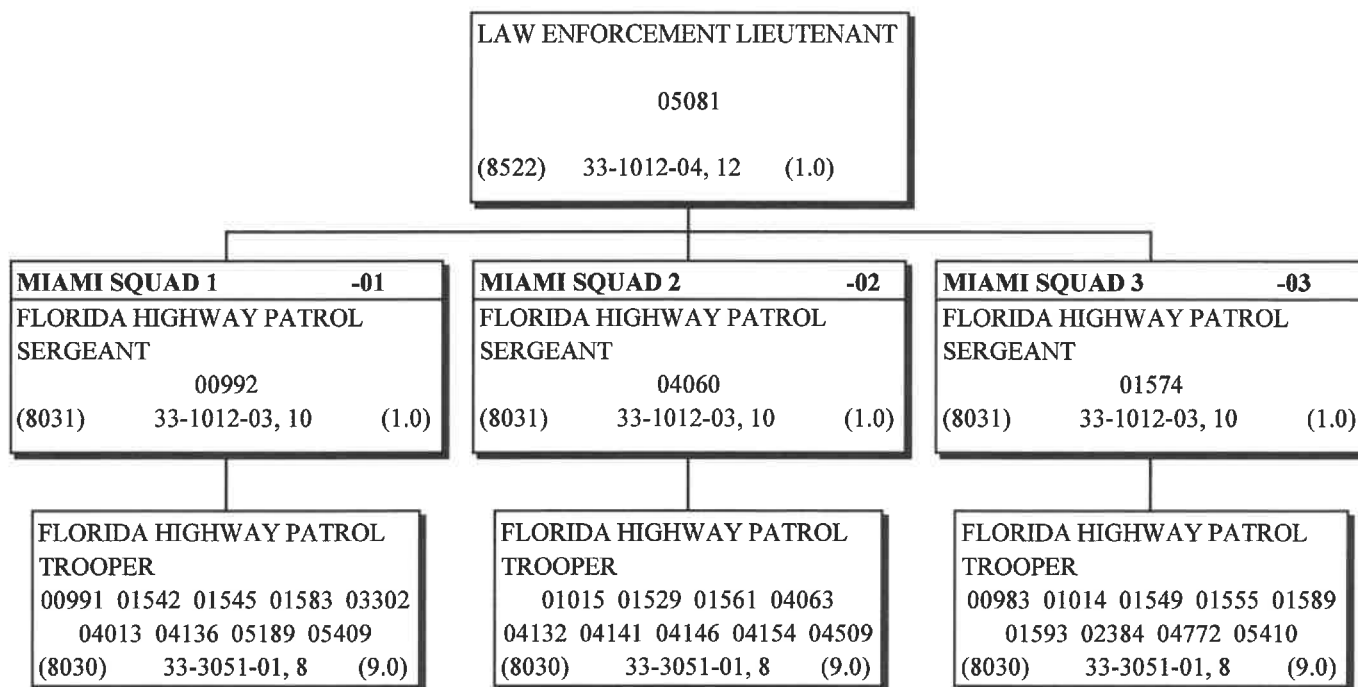 LAW ENFORCEMENT LIEUTENANT
05081
(8522) 33-1012-04, 12 (1.0)
MIAMI SQUAD 1 -01
FLORIDA HIGHWAY PATROL
SERGEANT
00992
(8031) 33-1012-03, 10 (1.0)
MIAMI SQUAD 2 -02
FLORIDA HIGHWAY PATROL
SERGEANT
04060
(8031) 33-1012-03, 10 (1.0)
MIAMI SQUAD 3 -03
FLORIDA HIGHWAY PATROL
SERGEANT
01574
(8031) 33-1012-03, 10 (1.0)
FLORIDA HIGHWAY PATROL
TROOPER
00991 01542 01545 01583 03302
04013 04136 05189 05409
(8030) 33-3051-01, 8 (9.0)
FLORIDA HIGHWAY PATROL
TROOPER
01015 01529 01561 04063
04132 04141 04146 04154 04509
(8030) 33-3051-01, 8 (9.0)
FLORIDA HIGHWAY PATROL
TROOPER
00983 01014 01549 01555 01589
01593 02384 04772 05410
(8030) 33-3051-01, 8 (9.0)